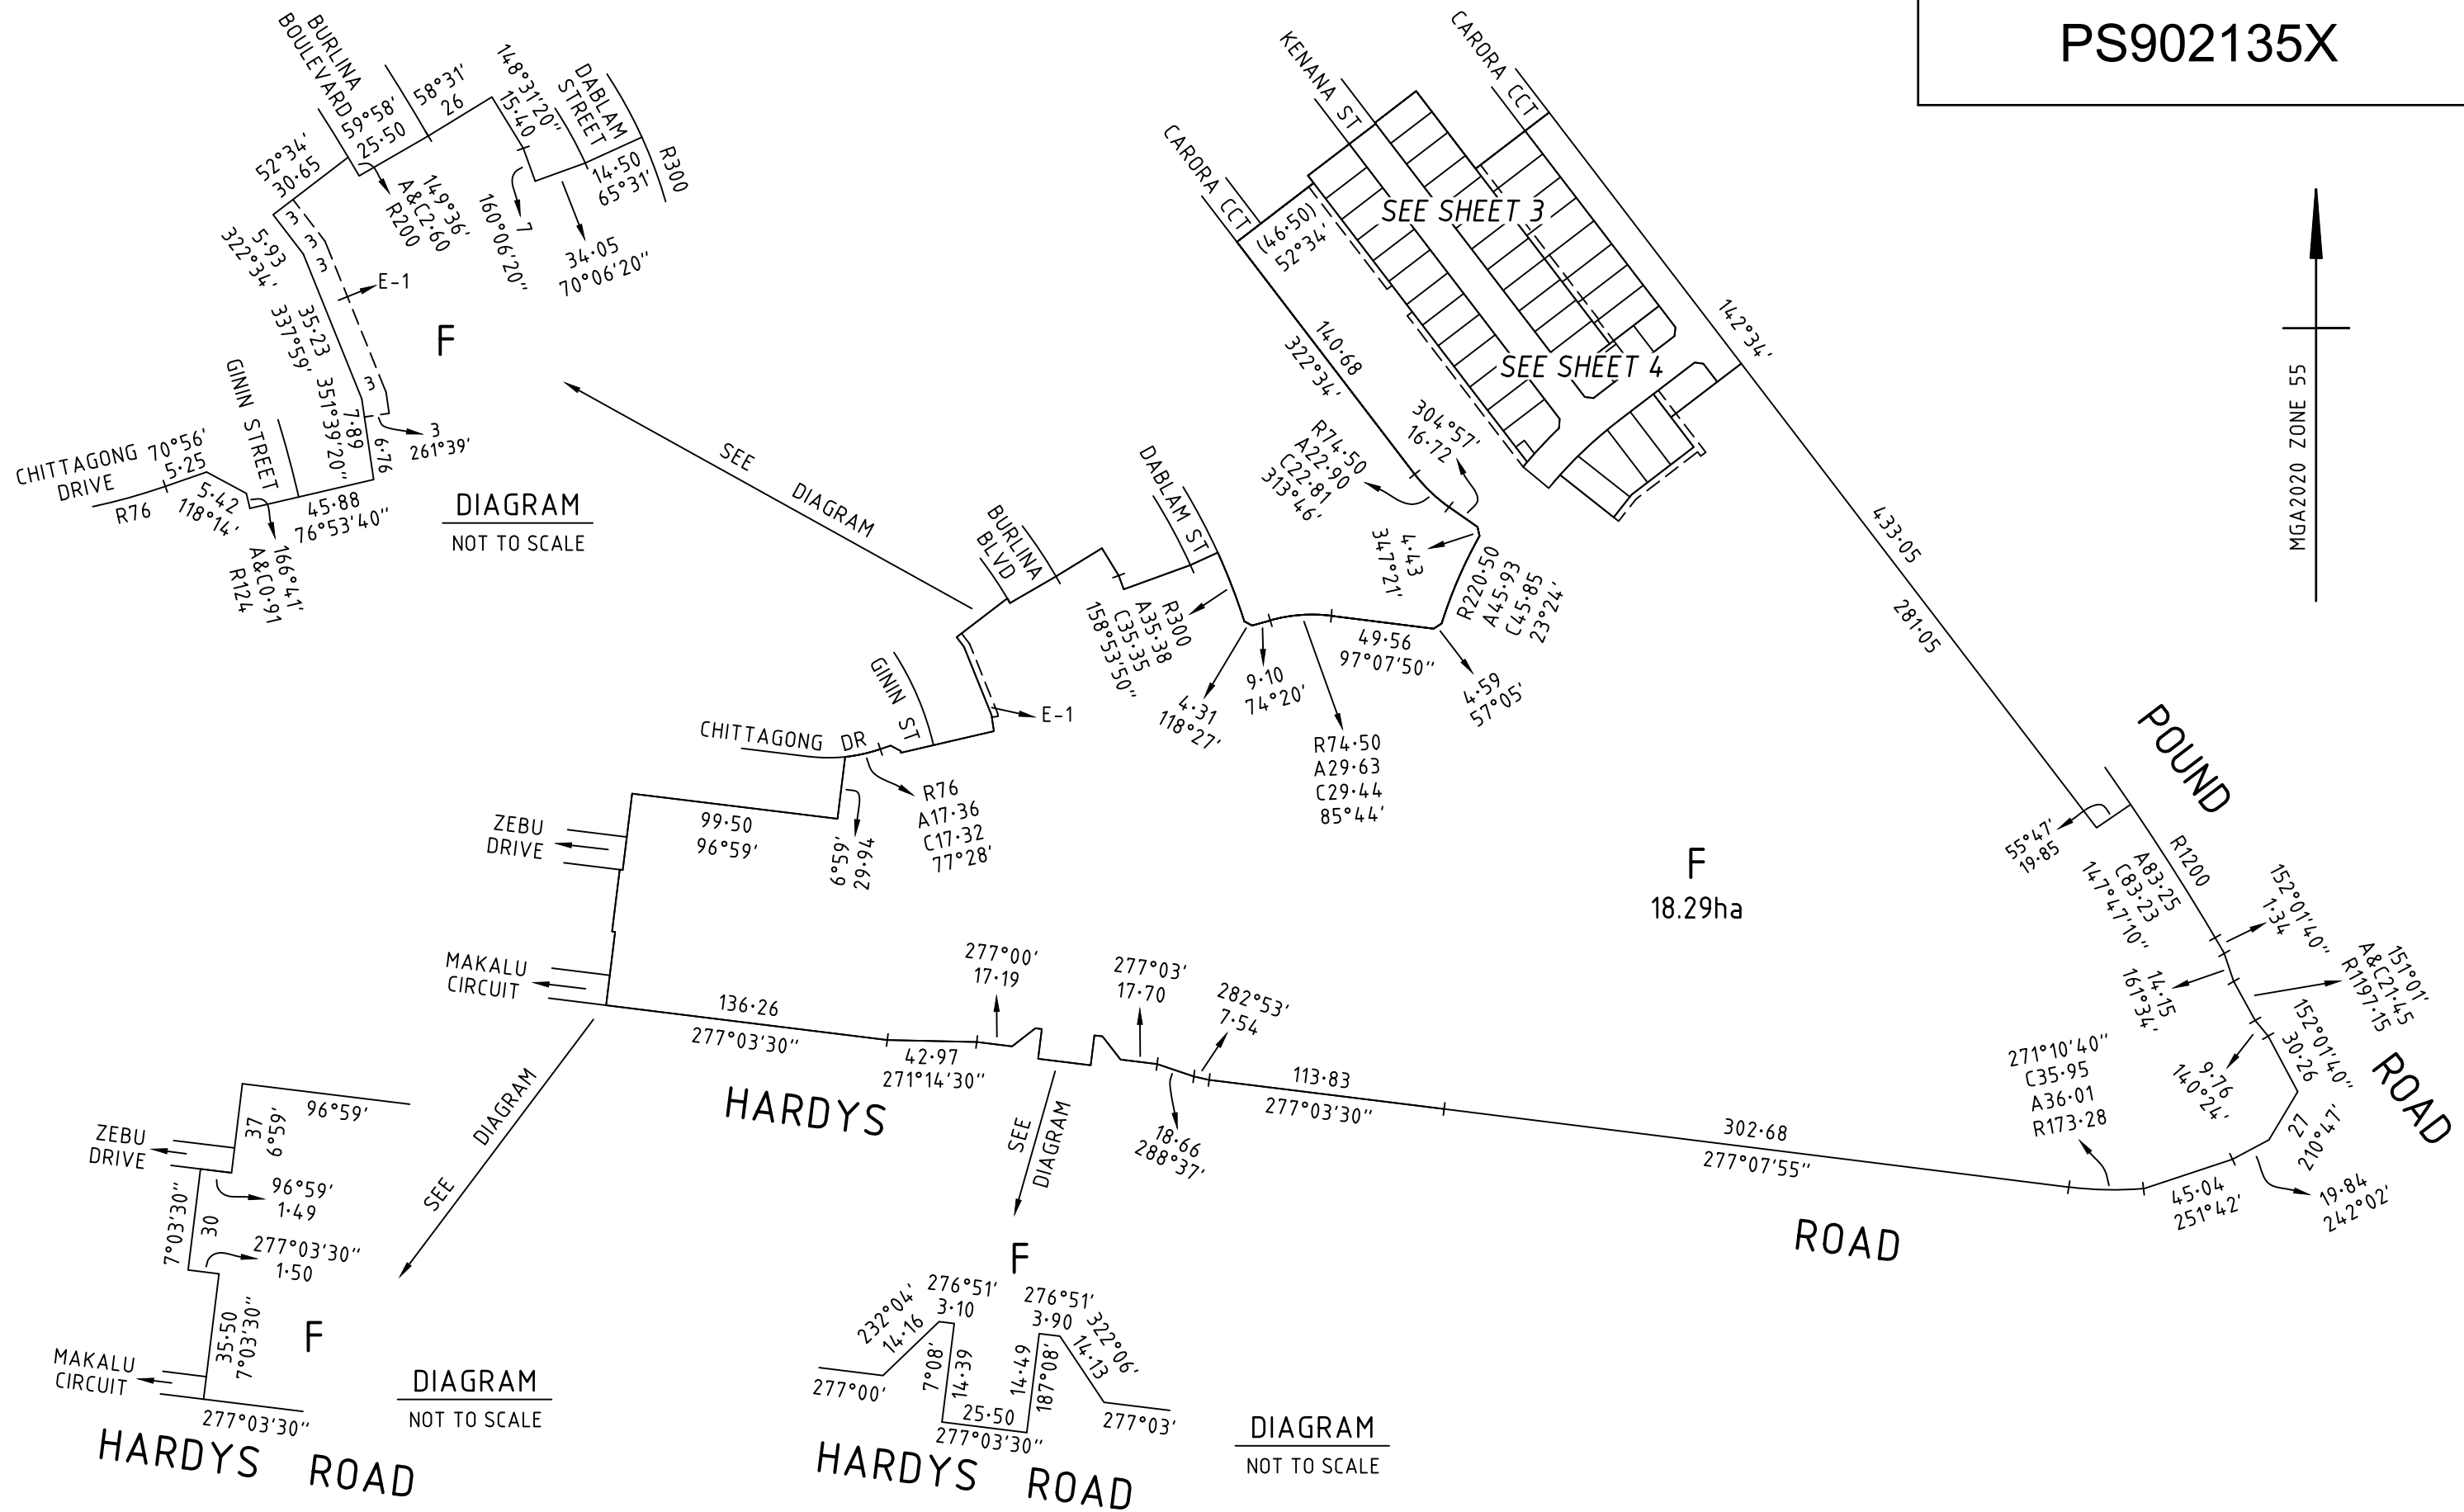 PS902135X
BURLINA
BOULEVARD
59°58'
25·50
58°31'
26
148°31'20"
15·40
DABLAM
STREET
R300
14·50
65°31'
52°34'
30·65
149°36'
A&C2·60
R200
7
160°06'20"
34·05
70°06'20"
3
3
3
3
5·93
322°34'
E-1
F
35·23
337°59'
351°39'20"
7·89
6·76
3
261°39'
GININ STREET
CHITTAGONG
DRIVE
70°56'
5·25
R76
5·42
118°14'
45·88
76°53'40"
166°41'
A&C0·91
R124
DIAGRAM
NOT TO SCALE
SEE
DIAGRAM
CARORA CCT
KENANA ST
CARORA CCT
SEE SHEET 3
(46·50)
52°34'
SEE SHEET 4
140·68
322°34'
142°34'
MGA2020 ZONE 55
304°57'
16·72
R74·50
A22·90
C22·81
313°46'
4·43
347°21'
R220·50
A45·93
C45·85
23°24'
DABLAM ST
BURLINA
BLVD
R300
A35·38
C35·35
158°53'50"
4·31
118°27'
9·10
74°20'
49·56
97°07'50"
4·59
57°05'
R74·50
A29·63
C29·44
85°44'
433·05
281·05
GININ ST
E-1
CHITTAGONG DR
R76
A17·36
C17·32
77°28'
6°59'
29·94
99·50
96°59'
ZEBU
DRIVE
MAKALU
CIRCUIT
POUND
ROAD
55°47'
19·85
R1200
A83·25
C83·23
147°47'10"
152°01'40"
1·34
14·15
161°34'
151°01'
A&C21·45
R1197·15
152°01'40"
30·26
9·76
140°24'
27
210°47'
19·84
242°02'
45·04
251°42'
271°10'40"
C35·95
A36·01
R173·28
F
18.29ha
136·26
277°03'30"
277°00'
17·19
42·97
271°14'30"
277°03'
17·70
282°53'
7·54
18·66
288°37'
113·83
277°03'30"
302·68
277°07'55"
HARDYS
ROAD
SEE
DIAGRAM
SEE
DIAGRAM
96°59'
37
6°59'
ZEBU
DRIVE
96°59'
1·49
7°03'30"
30
277°03'30"
1·50
35·50
7°03'30"
F
MAKALU
CIRCUIT
277°03'30"
HARDYS ROAD
DIAGRAM
NOT TO SCALE
F
276°51'
3·10
276°51'
3·90
232°04'
14·16
322°06'
14·13
7°08'
14·39
14·49
187°08'
277°00'
25·50
277°03'30"
277°03'
HARDYS ROAD
DIAGRAM
NOT TO SCALE